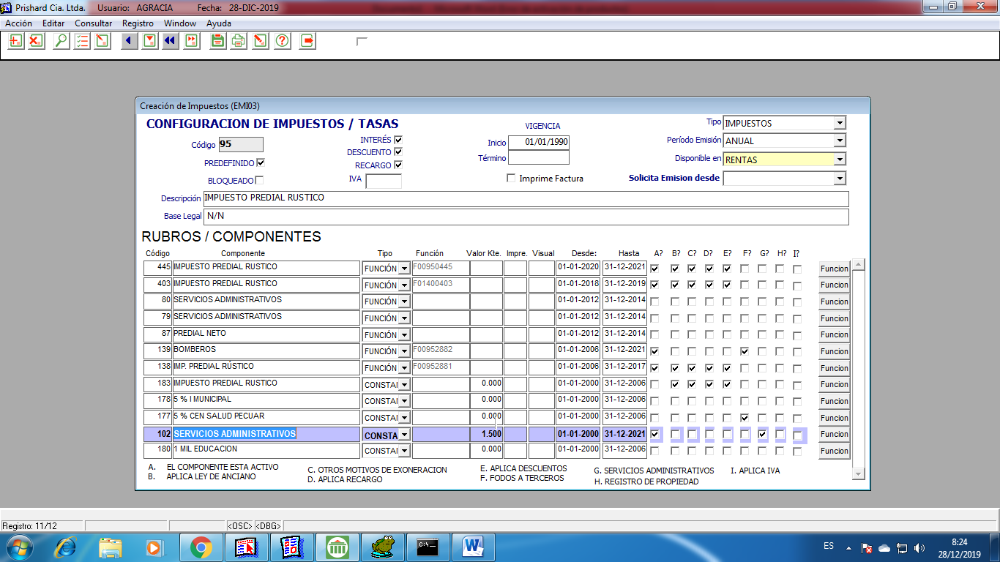 Prishard Cia. Ltda. Usuario: AGRACIA Fecha: 28-DIC-2019
Acción Editar Consultar Registro Window Ayuda
Creación de Impuestos (EMI03)
CONFIGURACION DE IMPUESTOS / TASAS
VIGENCIA
Tipo IMPUESTOS
Código 95
INTERÉS
Inicio 01/01/1990
Período Emisión ANUAL
DESCUENTO
Término
Disponible en RENTAS
PREDEFINIDO
RECARGO
BLOQUEADO
IVA
Imprime Factura
Solicita Emision desde
Descripción IMPUESTO PREDIAL RUSTICO
Base Legal N/N
RUBROS / COMPONENTES
Código Componente Tipo Función Valor Kte. Impre. Visual Desde: Hasta A? B? C? D? E? F? G? H? I?
445 IMPUESTO PREDIAL RUSTICO FUNCIÓN F00950445 01-01-2020 31-12-2021 Funcion
403 IMPUESTO PREDIAL RUSTICO FUNCIÓN F01400403 01-01-2018 31-12-2019 Funcion
80 SERVICIOS ADMINISTRATIVOS FUNCIÓN 01-01-2012 31-12-2014 Funcion
79 SERVICIOS ADMINISTRATIVOS FUNCIÓN 01-01-2012 31-12-2014 Funcion
87 PREDIAL NETO FUNCIÓN 01-01-2012 31-12-2014 Funcion
139 BOMBEROS FUNCIÓN F00952882 01-01-2006 31-12-2021 Funcion
138 IMP. PREDIAL RÚSTICO FUNCIÓN F00952881 01-01-2006 31-12-2017 Funcion
183 IMPUESTO PREDIAL RUSTICO CONSTAI 0.000 01-01-2000 31-12-2006 Funcion
178 5 % I MUNICIPAL CONSTAI 0.000 01-01-2000 31-12-2006 Funcion
177 5 % CEN SALUD PECUAR CONSTAI 0.000 01-01-2000 31-12-2006 Funcion
102 SERVICIOS ADMINISTRATIVOS CONSTA 1.500 01-01-2000 31-12-2021 Funcion
180 1 MIL EDUCACION CONSTAI 0.000 01-01-2000 31-12-2006 Funcion
A. EL COMPONENTE ESTA ACTIVO
B. APLICA LEY DE ANCIANO
C. OTROS MOTIVOS DE EXONERACION
D. APLICA RECARGO
E. APLICA DESCUENTOS
F. FODOS A TERCEROS
G. SERVICIOS ADMINISTRATIVOS
H. REGISTRO DE PROPIEDAD
I. APLICA IVA
Registro: 11/12 <OSC> <DBG>
ES
8:24
28/12/2019